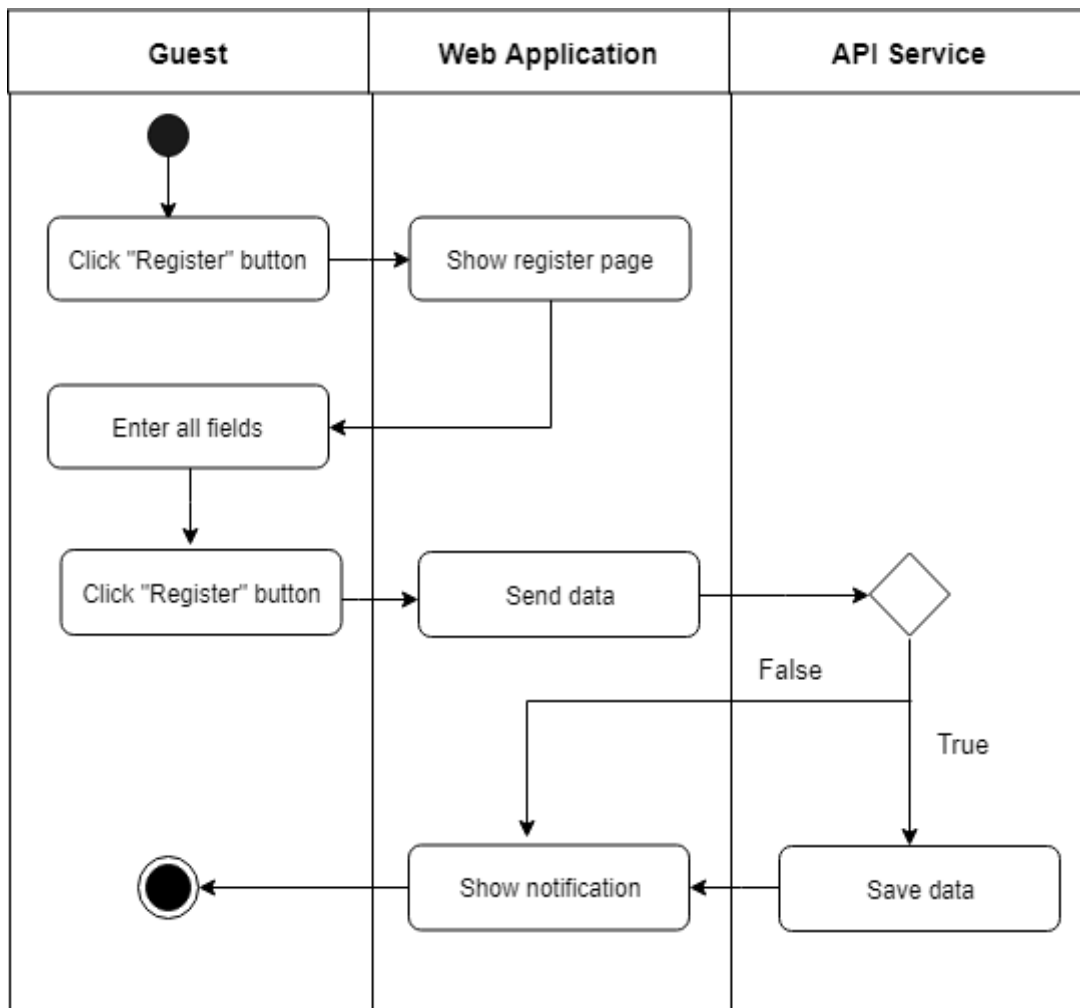 Guest
Web Application
API Service
Click "Register" button
Show register page
Enter all fields
Click "Register" button
Send data
False
True
Show notification
Save data